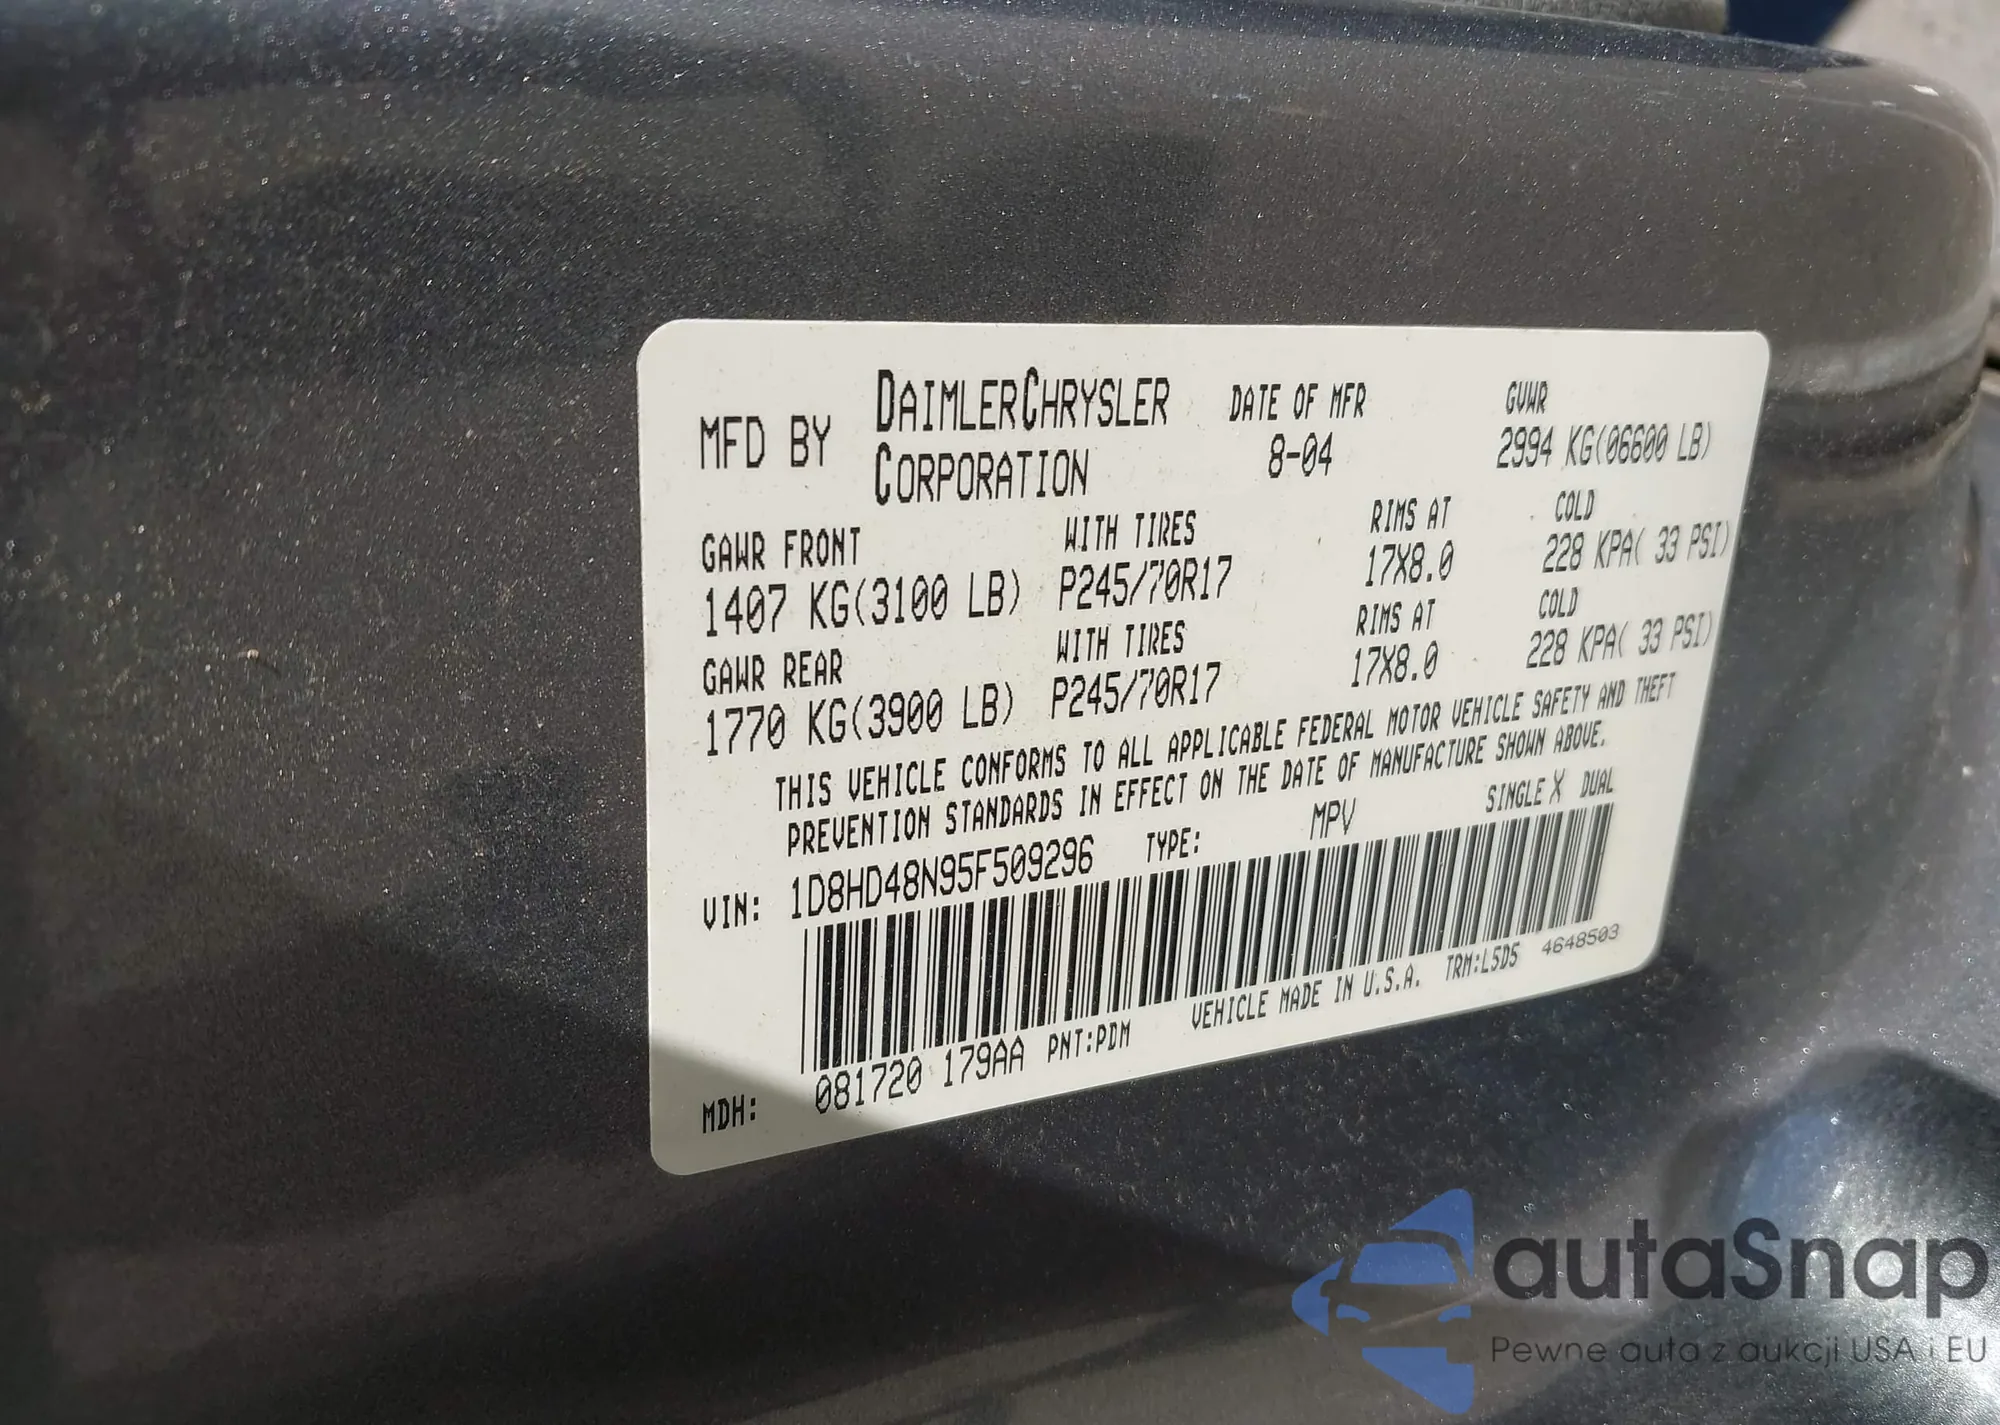 MFD BY DAIMLERCHRYSLER CORPORATION
DATE OF MFR
8-04
GVWR
2994 KG(06600 LB)
GAWR FRONT
1407 KG(3100 LB)
WITH TIRES
P245/70R17
RIMS AT
17X8.0
COLD
228 KPA( 33 PSI)
GAWR REAR
1770 KG(3900 LB)
WITH TIRES
P245/70R17
RIMS AT
17X8.0
COLD
228 KPA( 33 PSI)
THIS VEHICLE CONFORMS TO ALL APPLICABLE FEDERAL MOTOR VEHICLE SAFETY AND THEFT
PREVENTION STANDARDS IN EFFECT ON THE DATE OF MANUFACTURE SHOWN ABOVE.
VIN: 1D8HD48N95F509296 TYPE: MPV SINGLE X DUAL
MDH: 081720 179AA PNT:PDM VEHICLE MADE IN U.S.A. TRM:L5D5 4648503
autaSnap
Pewne auta z aukcji USA i EU